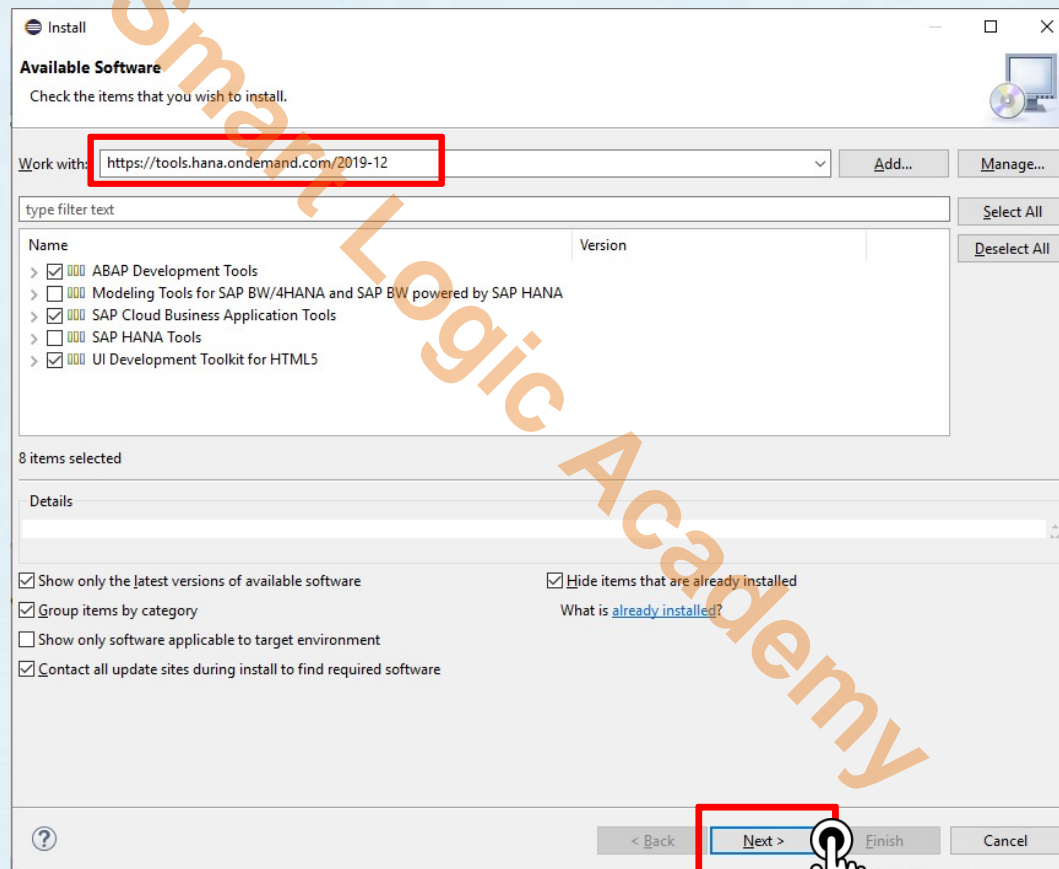 Install
Available Software
Check the items that you wish to install.
Work with: https://tools.hana.ondemand.com/2019-12 Add... Manage...
type filter text Select All
Name Version Deselect All
ABAP Development Tools
Modeling Tools for SAP BW/4HANA and SAP BW powered by SAP HANA
SAP Cloud Business Application Tools
SAP HANA Tools
UI Development Toolkit for HTML5
8 items selected
Details
Show only the latest versions of available software Hide items that are already installed
Group items by category What is already installed?
Show only software applicable to target environment
Contact all update sites during install to find required software
? < Back Next > Finish Cancel
Smart Logic Academy